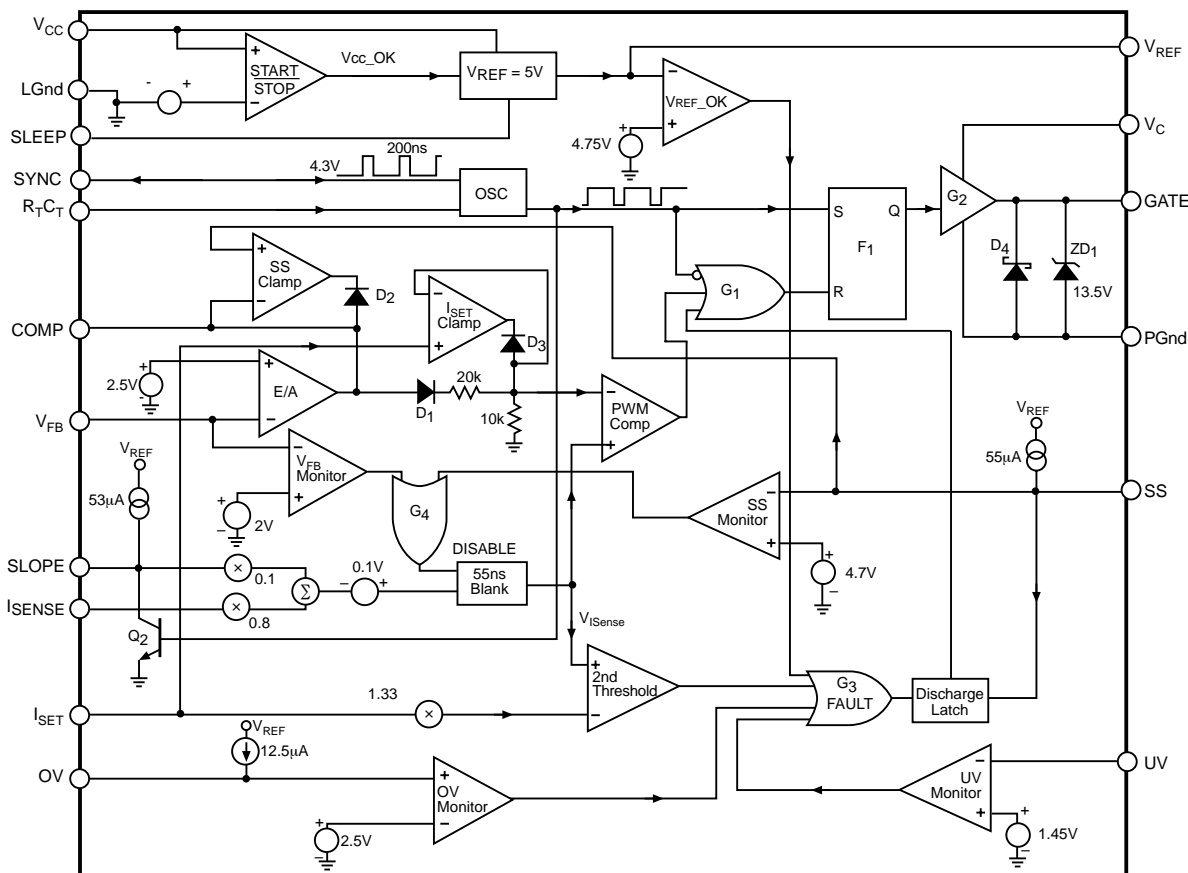 VCC
LGnd
SLEEP
SYNC
RTCT
COMP
VFB
SLOPE
ISENSE
ISET
OV
VREF
VC
GATE
PGnd
SS
UV
- +
+
START
STOP
−
Vcc_OK
VREF = 5V
−
VREF_OK
+
+
4.75V
200ns
4.3V
OSC
S Q
F1
R
G2
D4
ZD1
13.5V
G1
+
SS
Clamp
−
D2
−
ISET
Clamp
+
D3
+
2.5V
-
+
E/A
−
D1
20k
10k
−
PWM
Comp
+
VREF
53μA
−
VFB
Monitor
+
+
2V
−
G4
−
SS
Monitor
+
+
4.7V
−
VREF
55μA
×
0.1
×
0.8
Σ
0.1V
− +
DISABLE
55ns
Blank
Q2
VISense
+
2nd
Threshold
−
1.33
×
G3
FAULT
Discharge
Latch
VREF
12.5μA
+
OV
Monitor
−
+
2.5V
−
−
UV
Monitor
+
+
1.45V
−